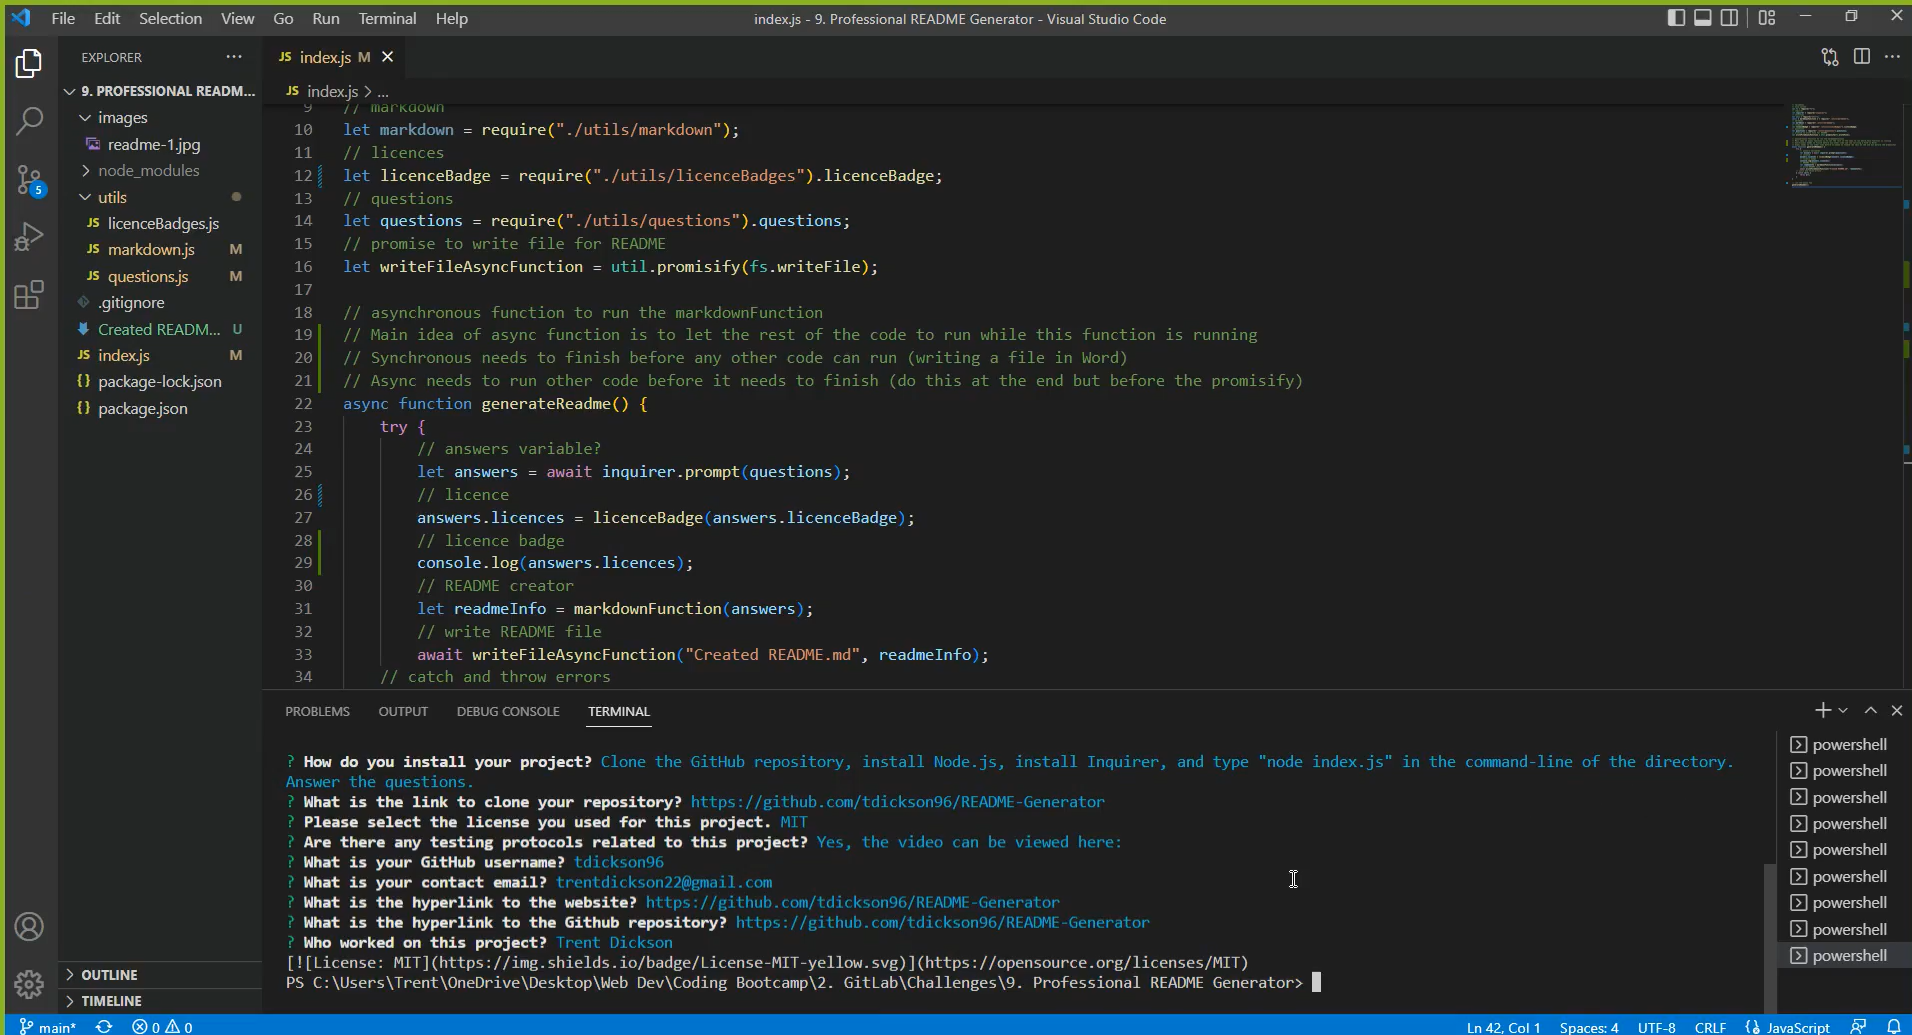 File Edit Selection View Go Run Terminal Help
index.js - 9. Professional README Generator - Visual Studio Code
EXPLORER
9. PROFESSIONAL READM...
images
readme-1.jpg
node_modules
utils
JS licenceBadges.js
JS markdown.js M
JS questions.js M
.gitignore
Created READM... U
JS index.js M
{} package-lock.json
{} package.json
OUTLINE
TIMELINE
5
JS index.js M
JS index.js > ...
9 // markdown
10 let markdown = require("./utils/markdown");
11 // licences
12 let licenceBadge = require("./utils/licenceBadges").licenceBadge;
13 // questions
14 let questions = require("./utils/questions").questions;
15 // promise to write file for README
16 let writeFileAsyncFunction = util.promisify(fs.writeFile);
17
18 // asynchronous function to run the markdownFunction
19 // Main idea of async function is to let the rest of the code to run while this function is running
20 // Synchronous needs to finish before any other code can run (writing a file in Word)
21 // Async needs to run other code before it needs to finish (do this at the end but before the promisify)
22 async function generateReadme() {
23 try {
24 // answers variable?
25 let answers = await inquirer.prompt(questions);
26 // licence
27 answers.licences = licenceBadge(answers.licenceBadge);
28 // licence badge
29 console.log(answers.licences);
30 // README creator
31 let readmeInfo = markdownFunction(answers);
32 // write README file
33 await writeFileAsyncFunction("Created README.md", readmeInfo);
34 // catch and throw errors
PROBLEMS OUTPUT DEBUG CONSOLE TERMINAL
? How do you install your project? Clone the GitHub repository, install Node.js, install Inquirer, and type "node index.js" in the command-line of the directory.
Answer the questions.
? What is the link to clone your repository? https://github.com/tdickson96/README-Generator
? Please select the license you used for this project. MIT
? Are there any testing protocols related to this project? Yes, the video can be viewed here:
? What is your GitHub username? tdickson96
? What is your contact email? trentdickson22@gmail.com
? What is the hyperlink to the website? https://github.com/tdickson96/README-Generator
? What is the hyperlink to the Github repository? https://github.com/tdickson96/README-Generator
? Who worked on this project? Trent Dickson
[![License: MIT](https://img.shields.io/badge/License-MIT-yellow.svg)](https://opensource.org/licenses/MIT)
PS C:\Users\Trent\OneDrive\Desktop\Web Dev\Coding Bootcamp\2. GitLab\Challenges\9. Professional README Generator>
powershell
powershell
powershell
powershell
powershell
powershell
powershell
powershell
powershell
main* 0 0 Ln 42, Col 1 Spaces: 4 UTF-8 CRLF {} JavaScript